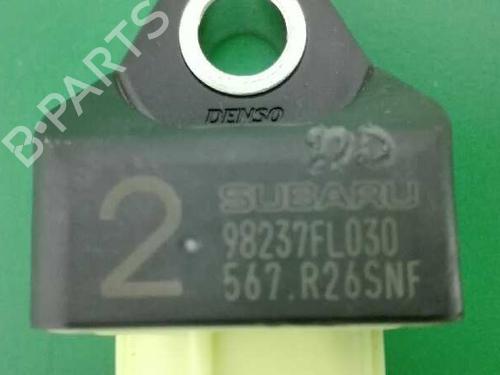 B-PARTS
DENSO
2
SUBARU
98237FL030
567.R26SNF